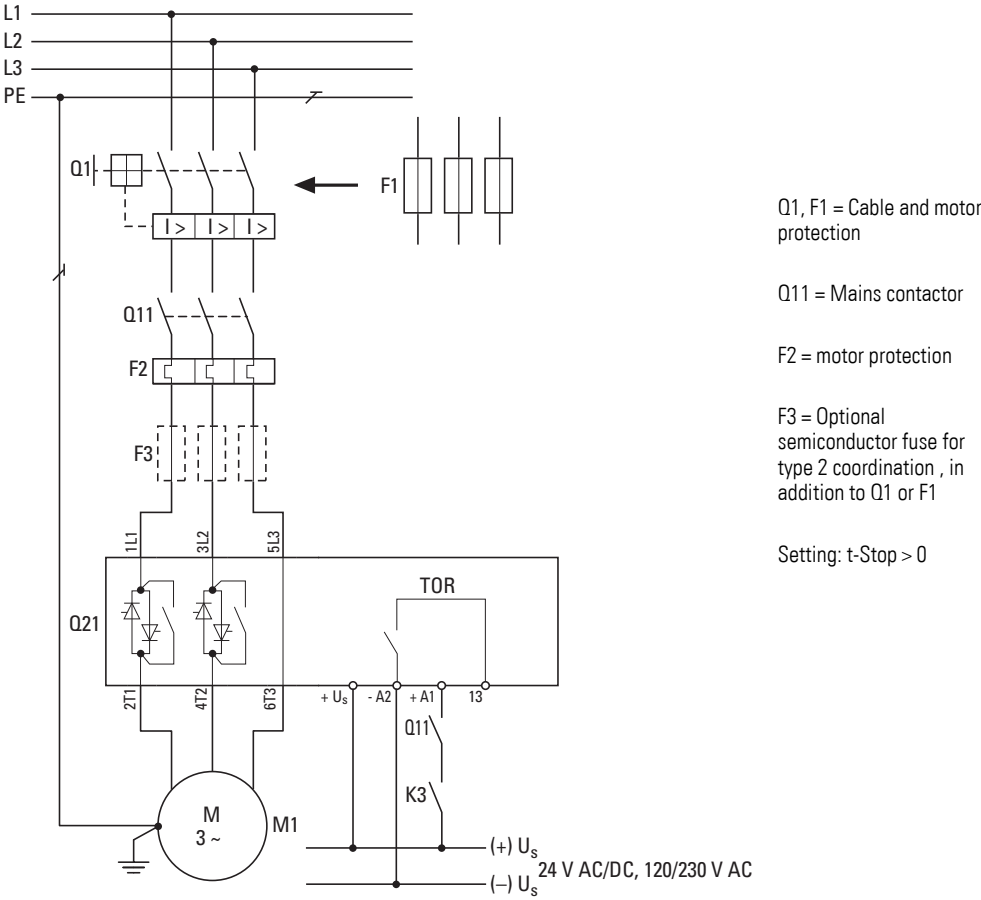 L1
L2
L3
PE
Q1
I > I > I >
F1
Q11
F2
F3
1L1 3L2 5L3
TOR
Q21
2T1 4T2 6T3
+ Us - A2 + A1 13
Q11
K3
M
3 ~
M1
(+) Us
24 V AC/DC, 120/230 V AC
(–) Us
Q1, F1 = Cable and motor
protection
Q11 = Mains contactor
F2 = motor protection
F3 = Optional
semiconductor fuse for
type 2 coordination , in
addition to Q1 or F1
Setting: t-Stop > 0